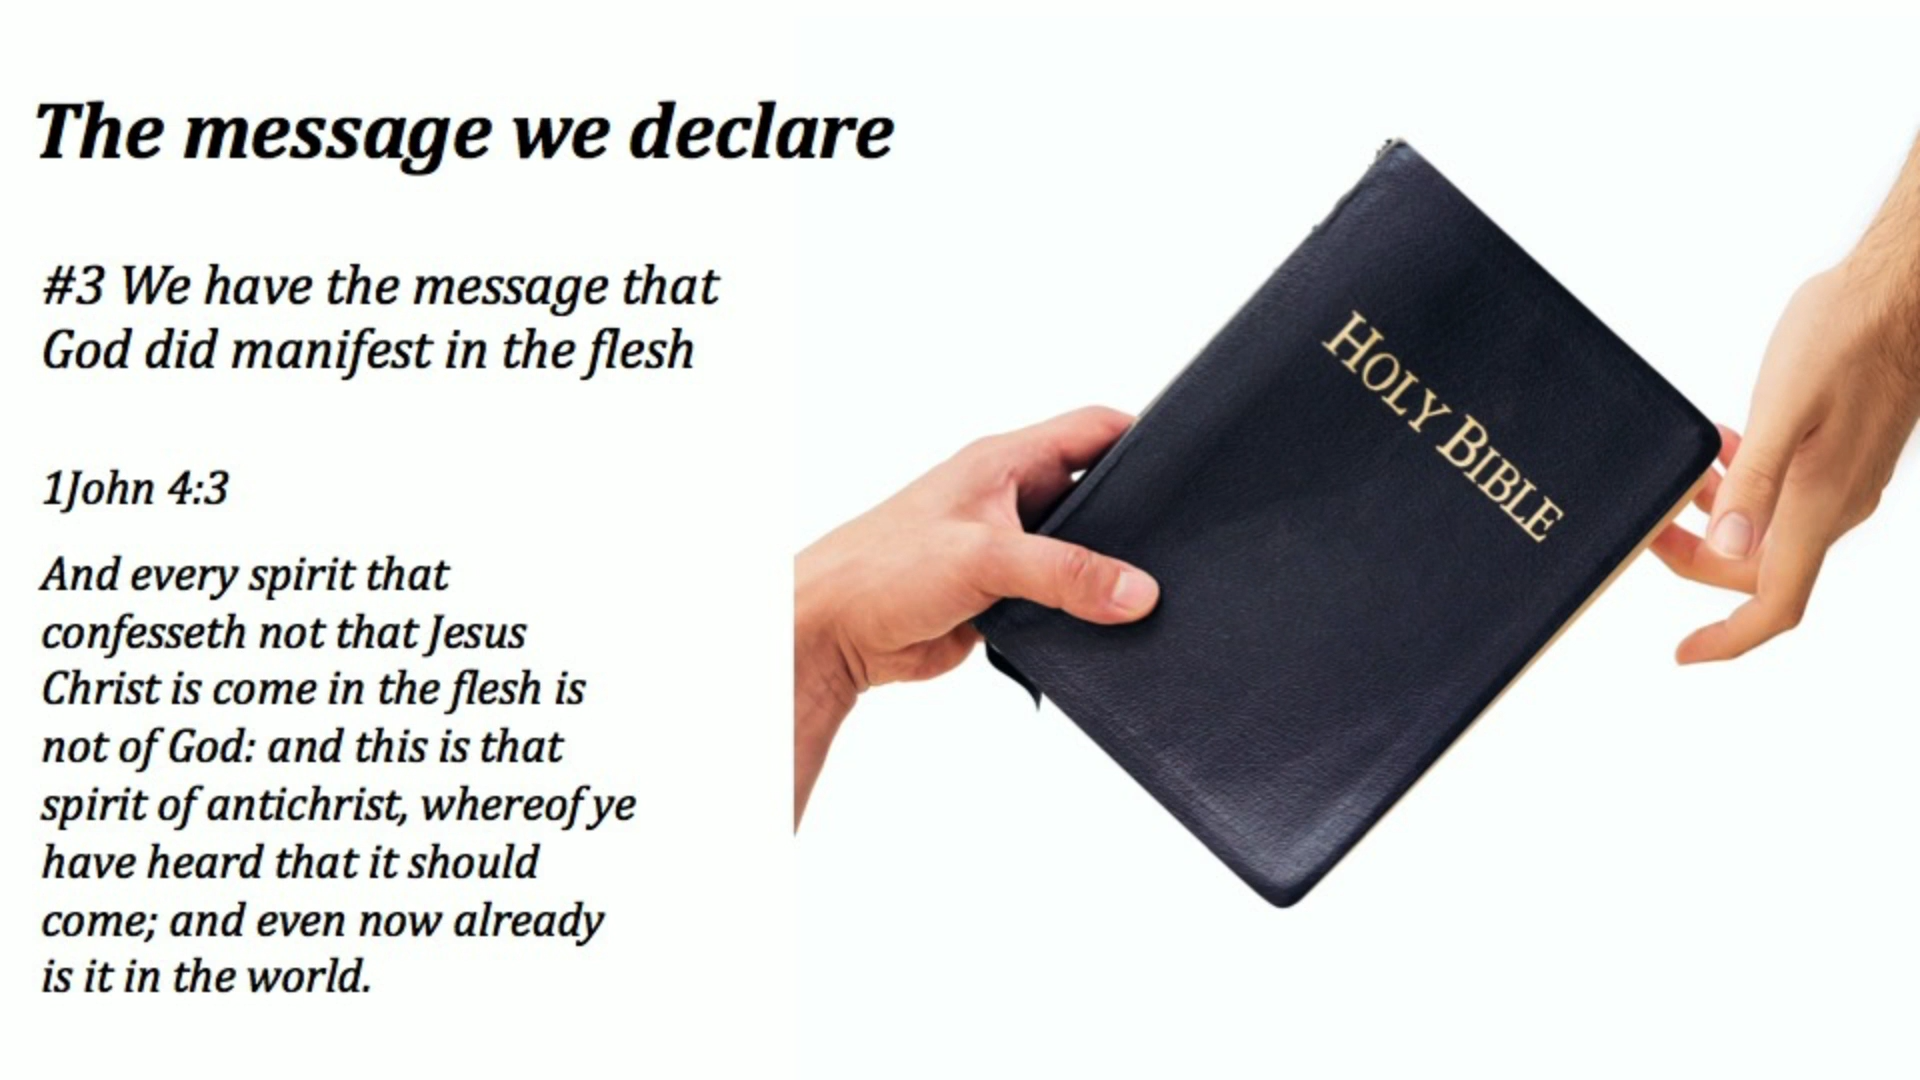 The message we declare
#3 We have the message that
God did manifest in the flesh
1John 4:3
And every spirit that
confesseth not that Jesus
Christ is come in the flesh is
not of God: and this is that
spirit of antichrist, whereof ye
have heard that it should
come; and even now already
is it in the world.
HOLY BIBLE